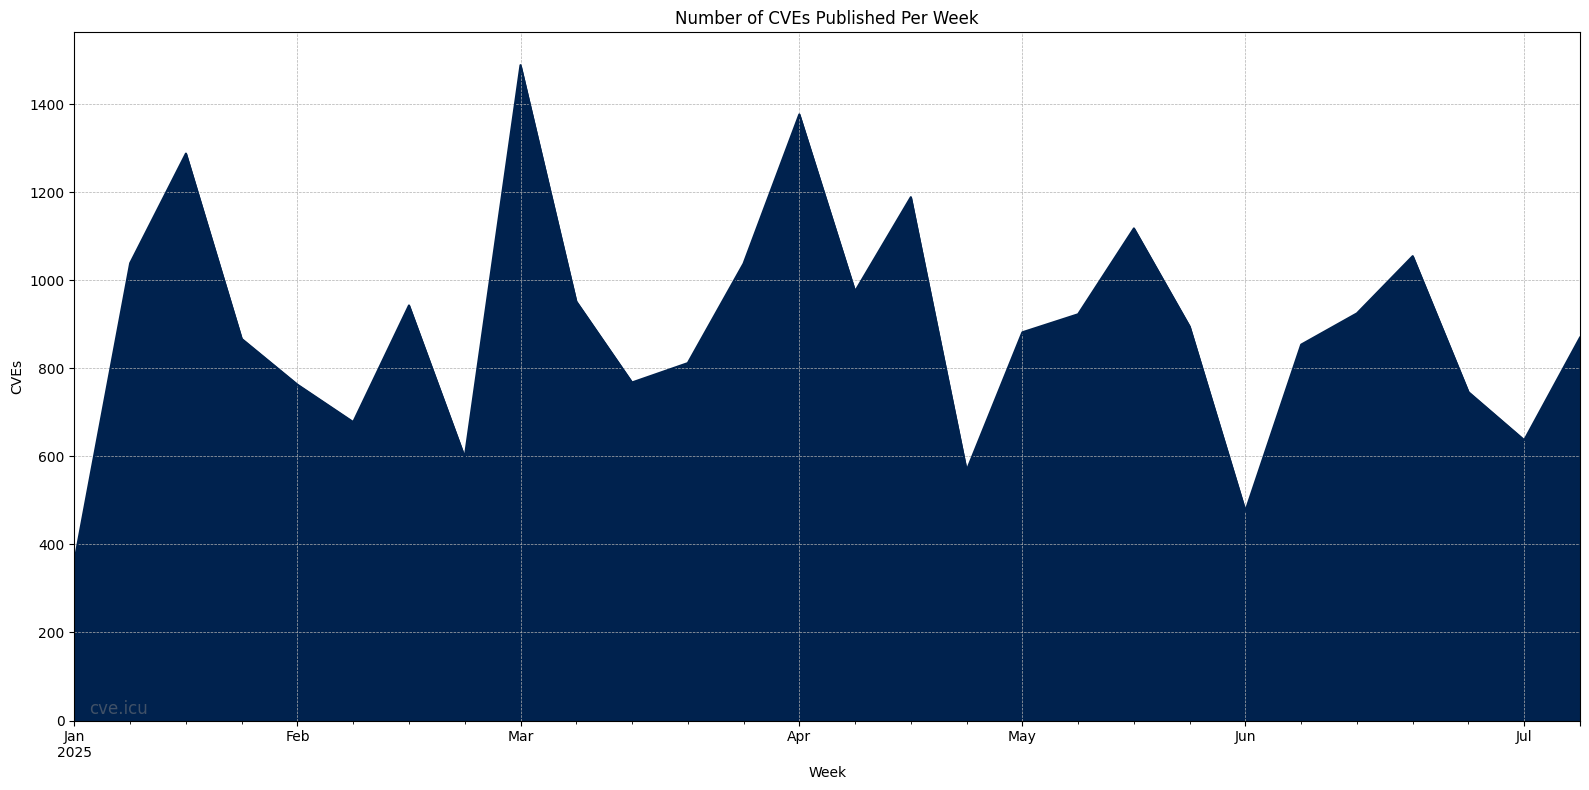 Number of CVEs Published Per Week
1400
1200
1000
800
600
400
200
0
CVEs
cve.icu
Jan Feb Mar Apr May Jun Jul
2025
Week